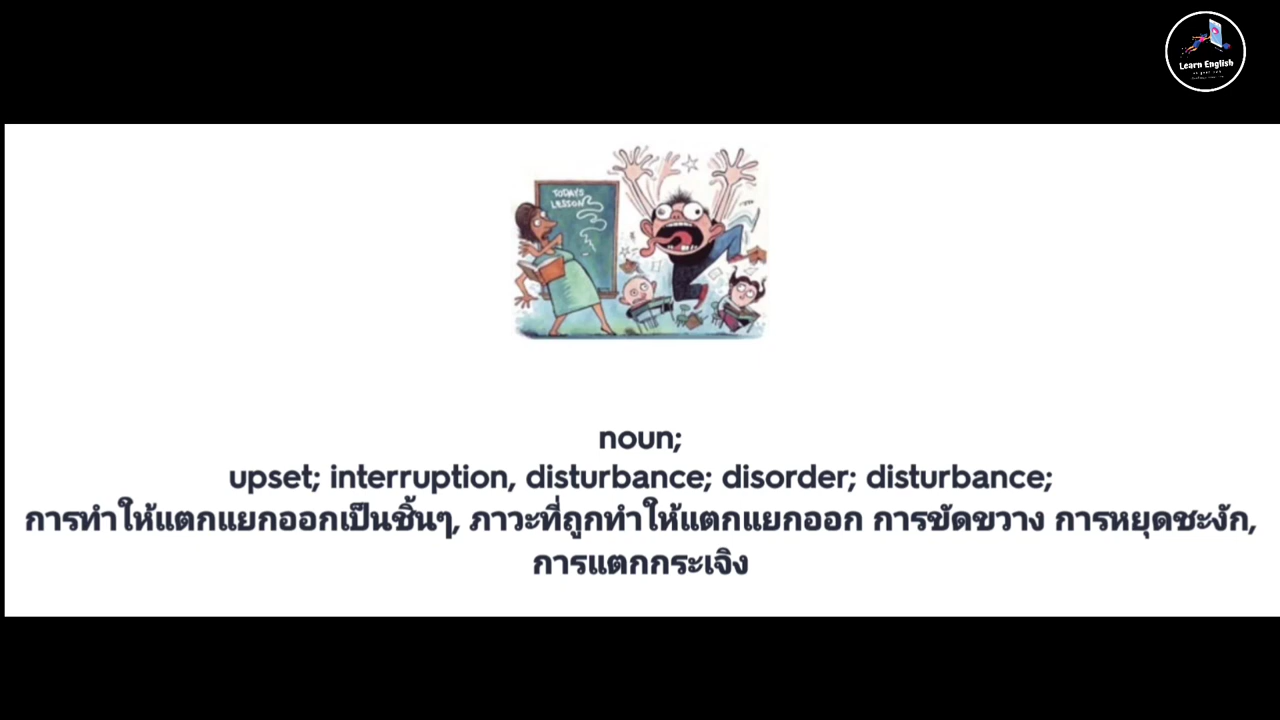 Learn English
TODAYS
LESSON
noun;
upset; interruption, disturbance; disorder; disturbance;
การทำให้แตกแยกออกเป็นชิ้นๆ, ภาวะที่ถูกทำให้แตกแยกออก การขัดขวาง การหยุดชะงัก,
การแตกกระเจิง